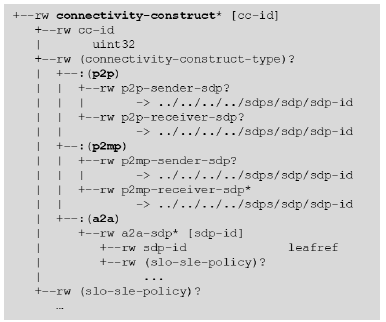 +--rw connectivity-construct* [cc-id]
   +--rw cc-id
   |       uint32
   +--rw (connectivity-construct-type)?
   |  +--:(p2p)
   |  |  +--rw p2p-sender-sdp?
   |  |  |       -> ../../../../sdps/sdp/sdp-id
   |  |  +--rw p2p-receiver-sdp?
   |  |          -> ../../../../sdps/sdp/sdp-id
   |  +--:(p2mp)
   |  |  +--rw p2mp-sender-sdp?
   |  |  |       -> ../../../../sdps/sdp/sdp-id
   |  |  +--rw p2mp-receiver-sdp*
   |  |          -> ../../../../sdps/sdp/sdp-id
   |  +--:(a2a)
   |     +--rw a2a-sdp* [sdp-id]
   |        +--rw sdp-id             leafref
   |        +--rw (slo-sle-policy)?
   |              ...
   +--rw (slo-sle-policy)?
      …